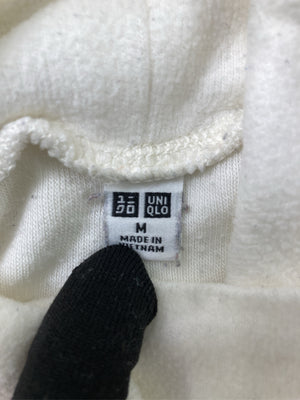 ユニ UNI
クロ QLO
M
MADE IN
VIETNAM